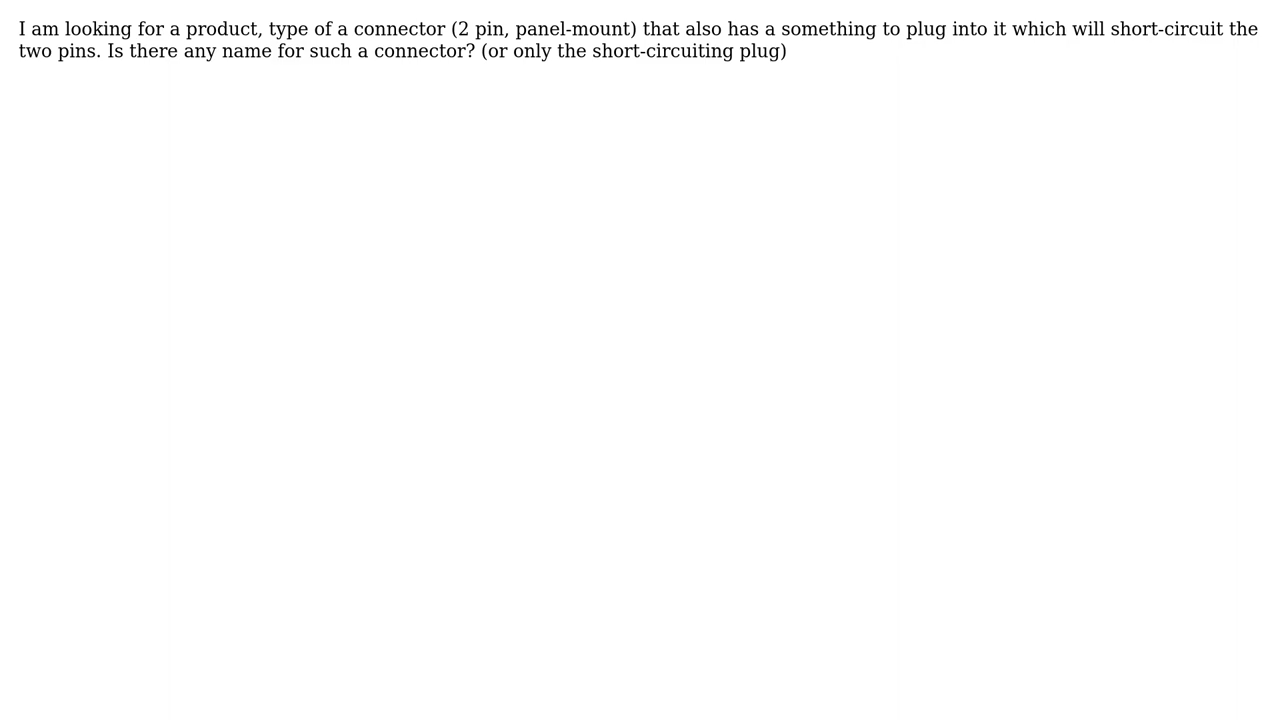 I am looking for a product, type of a connector (2 pin, panel-mount) that also has a something to plug into it which will short-circuit the
two pins. Is there any name for such a connector? (or only the short-circuiting plug)